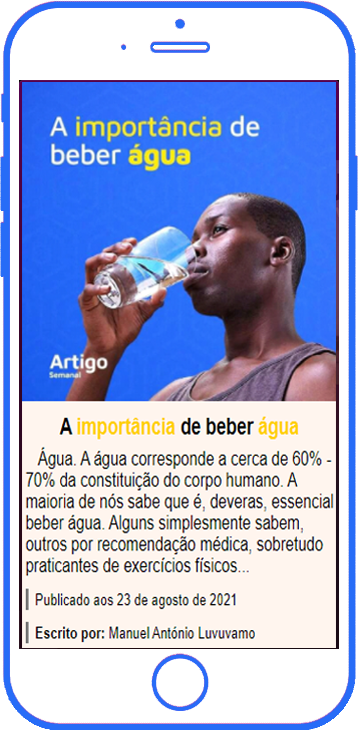 A importância de
beber água
Artigo
Semanal
A importância de beber água
Água. A água corresponde a cerca de 60% -
70% da constituição do corpo humano. A
maioria de nós sabe que é, deveras, essencial
beber água. Alguns simplesmente sabem,
outros por recomendação médica, sobretudo
praticantes de exercícios físicos...
Publicado aos 23 de agosto de 2021
Escrito por: Manuel António Luvuvamo